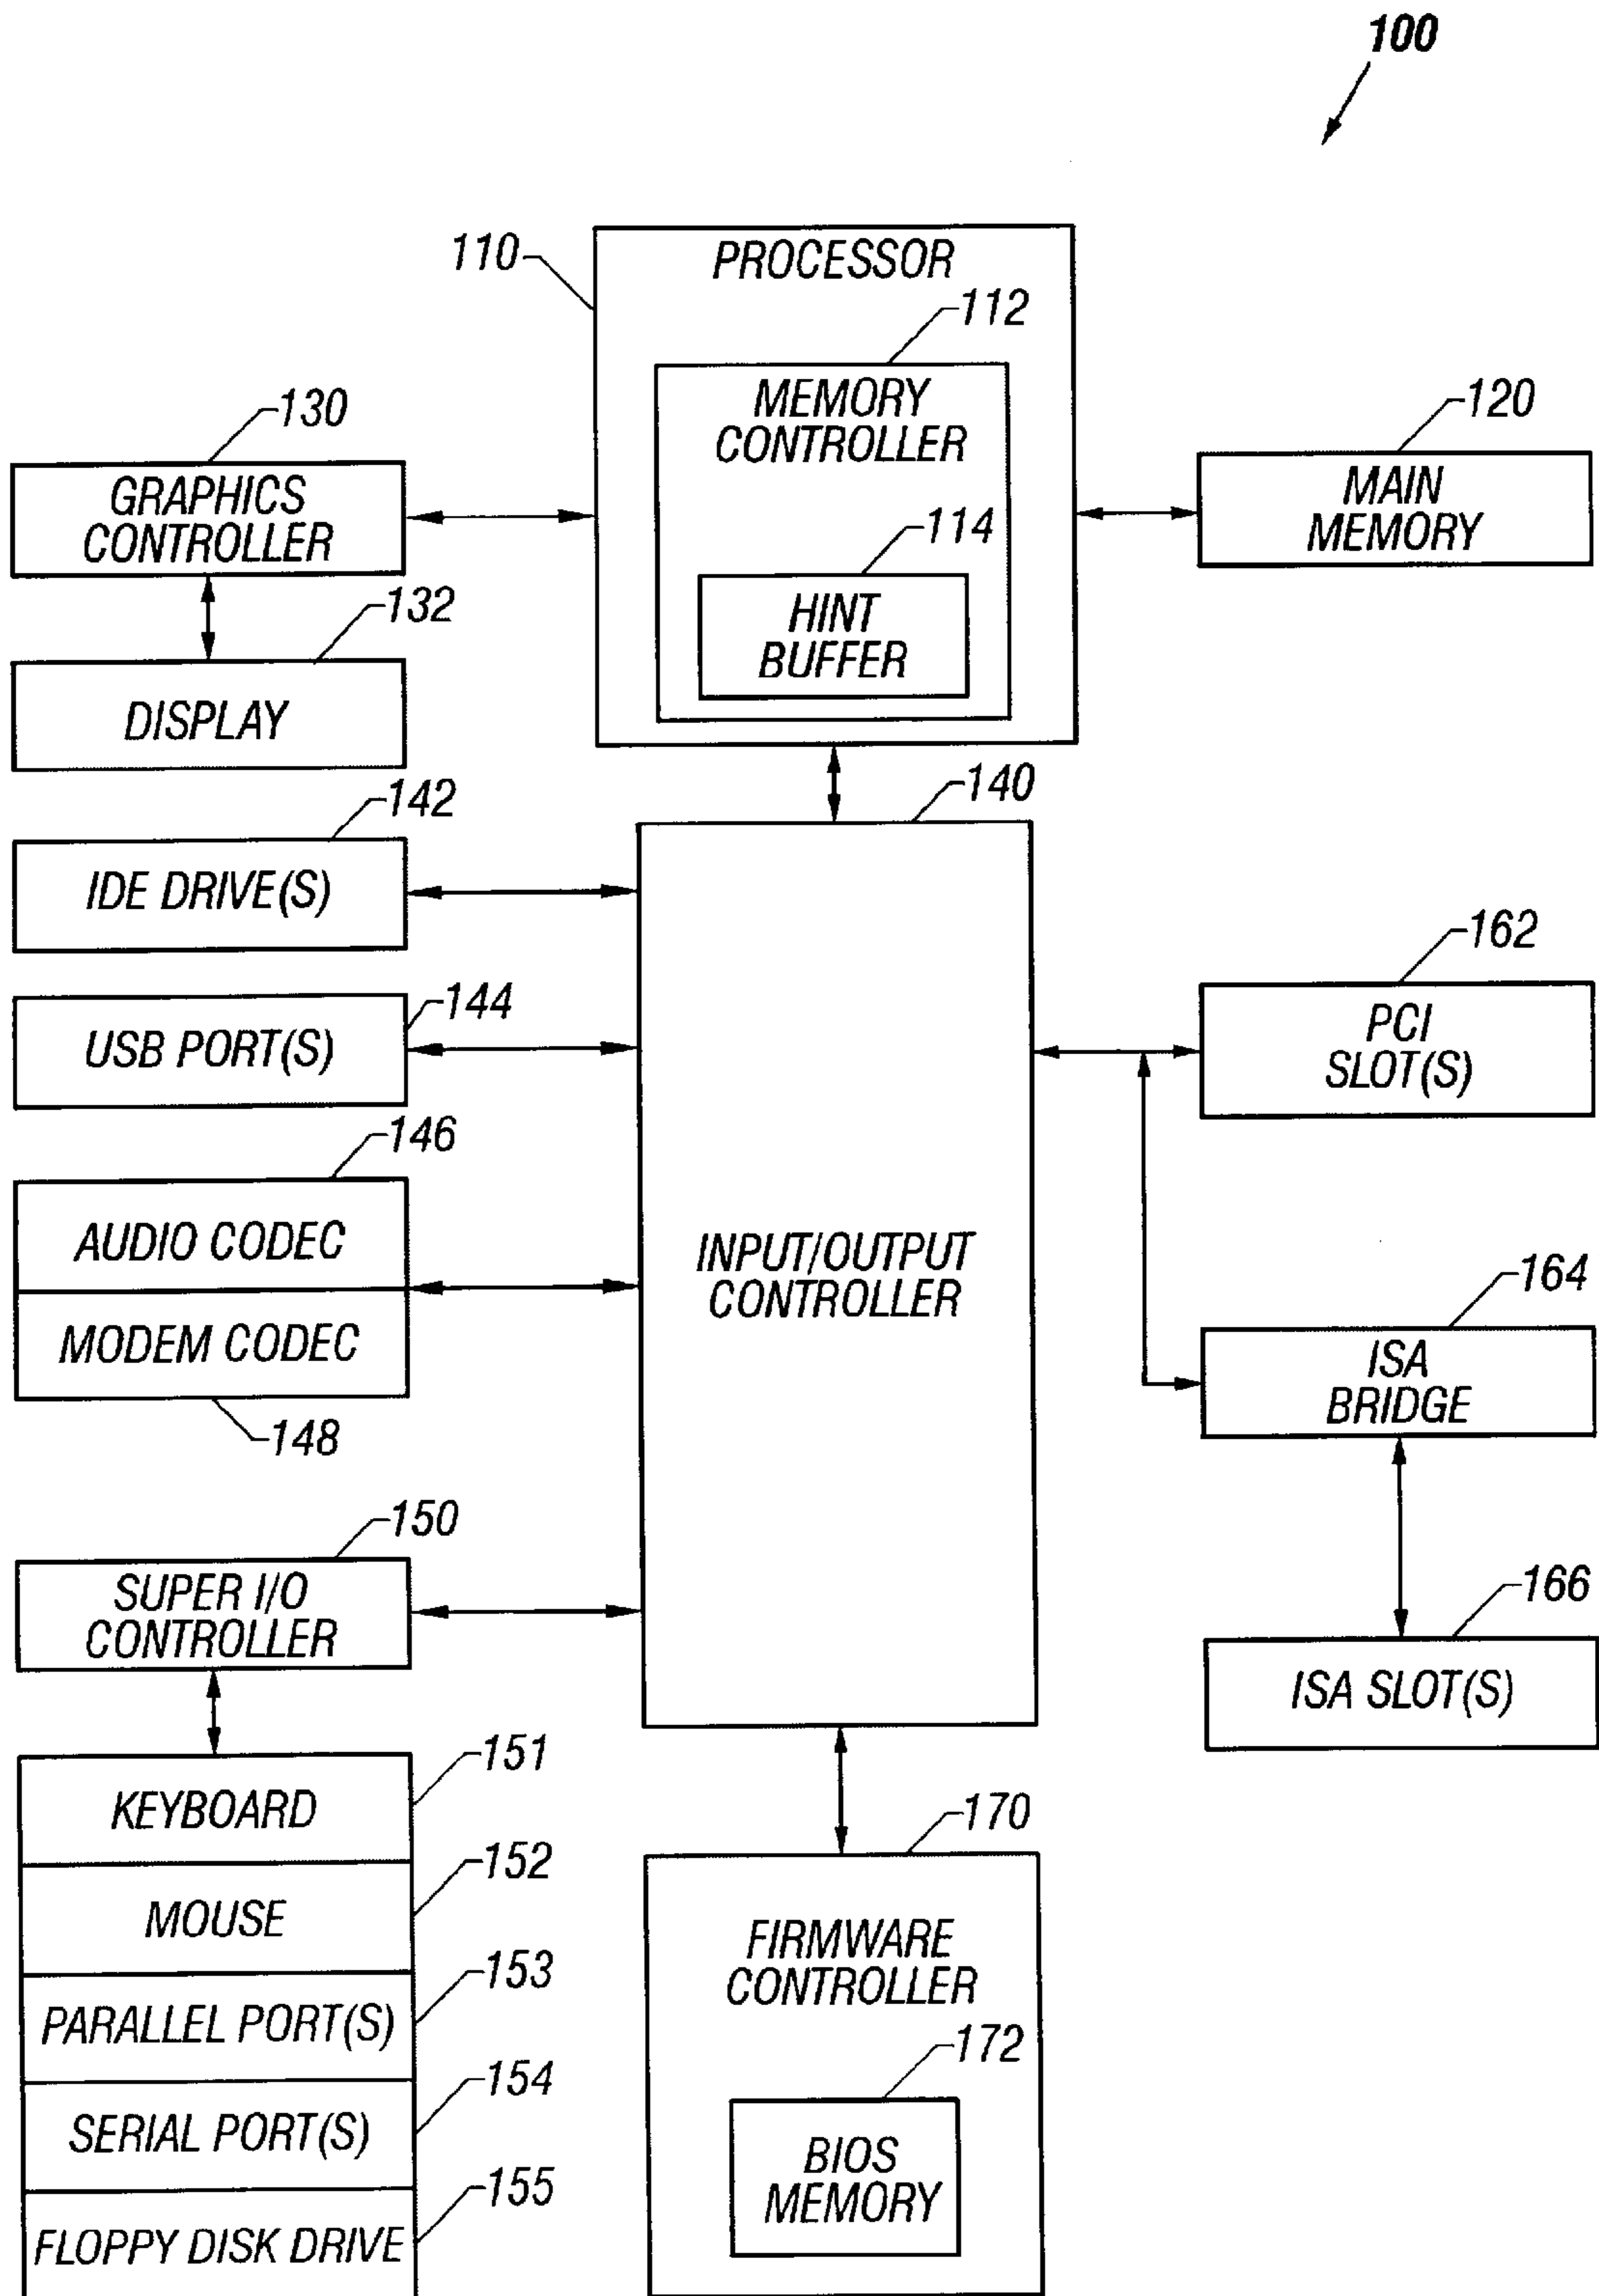 100
110
PROCESSOR
112
MEMORY
CONTROLLER
114
HINT
BUFFER
130
GRAPHICS
CONTROLLER
120
MAIN
MEMORY
132
DISPLAY
142
IDE DRIVE(S)
144
USB PORT(S)
146
AUDIO CODEC
MODEM CODEC
148
140
INPUT/OUTPUT
CONTROLLER
162
PCI
SLOT(S)
164
ISA
BRIDGE
166
ISA SLOT(S)
150
SUPER I/O
CONTROLLER
151
KEYBOARD
152
MOUSE
153
PARALLEL PORT(S)
154
SERIAL PORT(S)
155
FLOPPY DISK DRIVE
170
FIRMWARE
CONTROLLER
172
BIOS
MEMORY